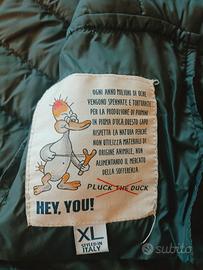 OGNI ANNO MILIONI DI OCHE
VENGONO SPENNATE E TORTURATE
PER LA PRODUZIONE DI PIUMINI
IN PIUMA D'OCA QUESTO CAPO
RISPETTA LA NATURA PERCHÈ
NON UTILIZZA MATERIALI DI
ORIGINE ANIMALE, NON
ALIMENTANDO IL MERCATO
DELLA SOFFERENZA
PLUCK THE DUCK
HEY, YOU!
XL
STYLED IN
ITALY
subito